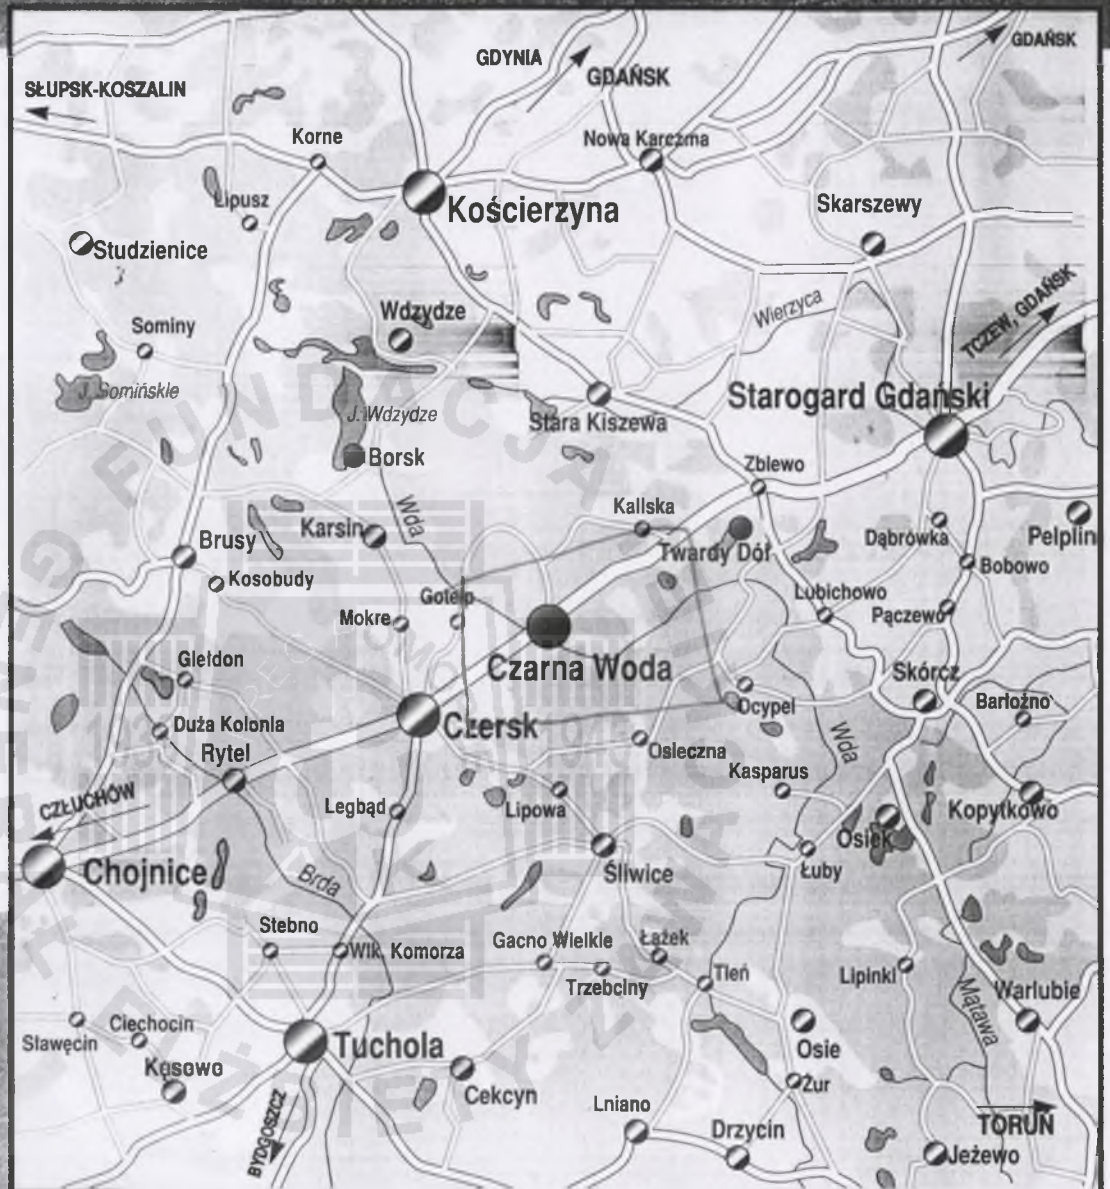 GDAŃSK
GDYNIA
GDAŃSK
SŁUPSK-KOSZALIN
Korne
Nowa Karczma
Lipusz
Kościerzyna
Skarszewy
Studzienice
Wdzydze
Wierzyca
TCZEW, GDAŃSK
Sominy
J. Somińskie
J. Wdzydze
Stara Kiszewa
Starogard Gdański
Borsk
Zblewo
Wda
Kaliska
Karsin
Twardy Dół
Dąbrówka
Pelplin
Brusy
Bobowo
Kosobudy
Gotelp
Lubichowo
Mokre
Pączewo
Czarna Woda
Giełdon
Skórcz
Ocypel
Barłożno
Duża Kolonia
Czersk
Wda
Rytel
Osieczna
Kasparus
CZŁUCHÓW
Legbąd
Lipowa
Kopytkowo
Osiek
Chojnice
Śliwice
Łuby
Brda
Stebno
Wlk. Komorza
Gacno Wielkie
Łążek
Trzebciny
Tleń
Lipinki
Mątawa
Warlubie
Sławęcin
Ciechocin
Tuchola
Osie
Kęsowo
Cekcyn
Żur
BYDGOSZCZ
Lniano
Drzycin
TORUŃ
Jeżewo